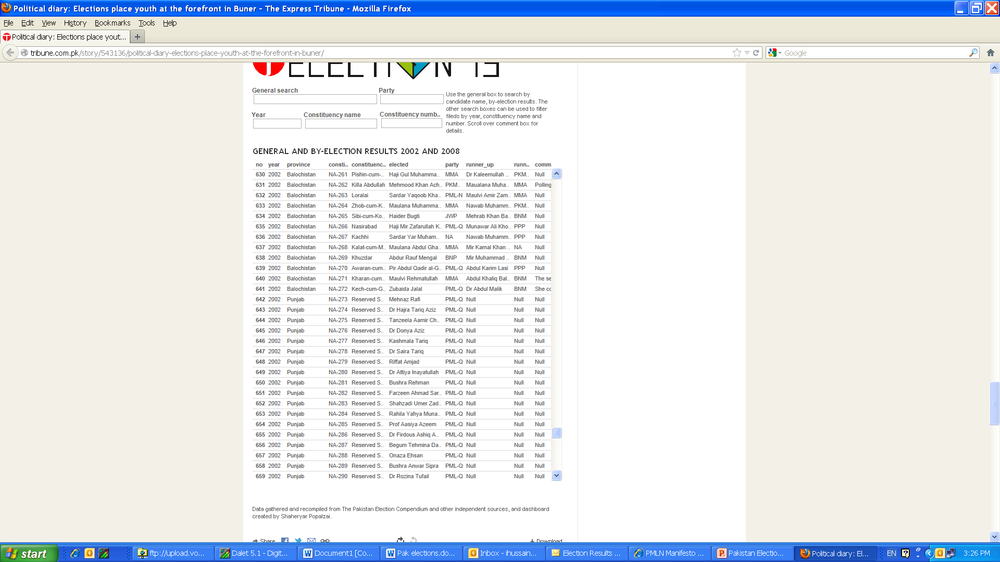 Political diary: Elections place youth at the forefront in Buner - The Express Tribune - Mozilla Firefox
File Edit View History Bookmarks Tools Help
Political diary: Elections place yout...
tribune.com.pk/story/543136/political-diary-elections-place-youth-at-the-forefront-in-buner/
Google
General search Party
Use the general box to search by
candidate name, by-election results. The
other search boxes can be used to filter
fileds by year, constituency name and
number. Scroll over comment box for
details.
Year Constituency name Constituency numb..
GENERAL AND BY-ELECTION RESULTS 2002 AND 2008
no year province consti.. constituenc.. elected party runner_up runn.. comm
630 2002 Balochistan NA-261 Pishin-cum-.. Haji Gul Muhamma.. MMA Dr Kaleemullah .. PKM.. Null
631 2002 Balochistan NA-262 Killa Abdullah Mehmood Khan Ach.. PKM.. Maualana Muha.. MMA Polling
632 2002 Balochistan NA-263 Loralai Sardar Yaqoob Kha.. PML-N Maulvi Amir Zam.. MMA Null
633 2002 Balochistan NA-264 Zhob-cum-K.. Maulana Muhamma.. MMA Nawab Muhamm.. PKM.. Null
634 2002 Balochistan NA-265 Sibi-cum-Ko.. Haider Bugti JWP Mehrab Khan Ba.. BNM Null
635 2002 Balochistan NA-266 Nasirabad Haji Mir Zafarullah K.. PML-Q Munawar Ali Kho.. PPP Null
636 2002 Balochistan NA-267 Kachhi Sardar Yar Muham.. NA Nawab Muhamm.. PPP Null
637 2002 Balochistan NA-268 Kalat-cum-M.. Maulana Abdul Gha.. MMA Mir Kamal Khan .. NA Null
638 2002 Balochistan NA-269 Khuzdar Abdur Rauf Mengal BNP Mir Muhammad .. BNM Null
639 2002 Balochistan NA-270 Awaran-cum.. Pir Abdul Qadir al-G.. PML-Q Abdul Karim Lasi PPP Null
640 2002 Balochistan NA-271 Kharan-cum.. Maulvi Rehmatullah MMA Abdul Khaliq Bal.. BNM The se
641 2002 Balochistan NA-272 Kech-cum-G.. Zubaida Jalal PML-Q Dr Abdul Malik BNM She co
642 2002 Punjab NA-273 Reserved S.. Mehnaz Rafi PML-Q Null Null Null
643 2002 Punjab NA-274 Reserved S.. Dr Hajra Tariq Aziz PML-Q Null Null Null
644 2002 Punjab NA-275 Reserved S.. Tanzeela Aamir Ch.. PML-Q Null Null Null
645 2002 Punjab NA-276 Reserved S.. Dr Donya Aziz PML-Q Null Null Null
646 2002 Punjab NA-277 Reserved S.. Kashmala Tariq PML-Q Null Null Null
647 2002 Punjab NA-278 Reserved S.. Dr Saira Tariq PML-Q Null Null Null
648 2002 Punjab NA-279 Reserved S.. Riffat Amjad PML-Q Null Null Null
649 2002 Punjab NA-280 Reserved S.. Dr Attiya Inayatullah PML-Q Null Null Null
650 2002 Punjab NA-281 Reserved S.. Bushra Rehman PML-Q Null Null Null
651 2002 Punjab NA-282 Reserved S.. Farzeen Ahmad Sar.. PML-Q Null Null Null
652 2002 Punjab NA-283 Reserved S.. Shahzadi Umer Zad.. PML-Q Null Null Null
653 2002 Punjab NA-284 Reserved S.. Rahila Yahya Muna.. PML-Q Null Null Null
654 2002 Punjab NA-285 Reserved S.. Prof Aasiya Azeem PML-Q Null Null Null
655 2002 Punjab NA-286 Reserved S.. Dr Firdous Ashiq A.. PML-Q Null Null Null
656 2002 Punjab NA-287 Reserved S.. Begum Tehmina Da.. PML-Q Null Null Null
657 2002 Punjab NA-288 Reserved S.. Onaza Ehsan PML-Q Null Null Null
658 2002 Punjab NA-289 Reserved S.. Bushra Anwar Sipra PML-Q Null Null Null
659 2002 Punjab NA-290 Reserved S.. Dr Rozina Tufail PML-Q Null Null Null
Data gathered and recompiled from The Pakistan Election Compendium and other independent sources, and dashboard
created by Shaheryar Popalzai.
Share Download
start ftp://upload.vo... Dalet 5.1 - Digit... Document1 [Co... Pak elections.do... Inbox - ihussain... Election Results ... PMLN Manifesto ... Pakistan Electio... Political diary: El... EN 3:26 PM